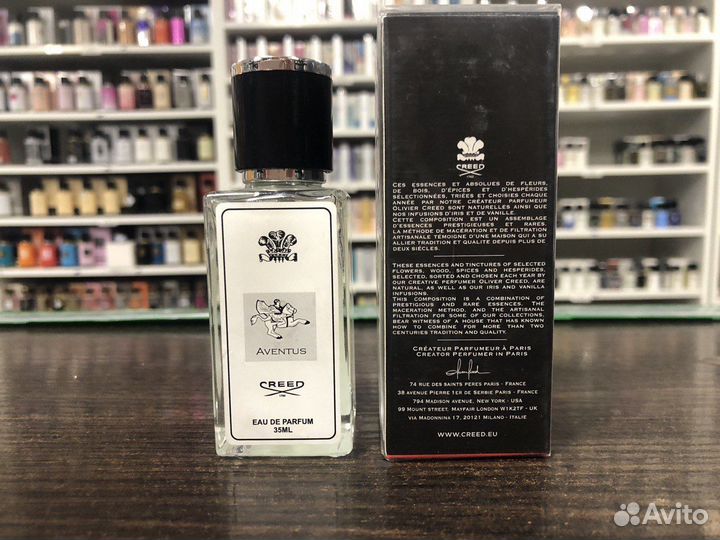 AVENTUS
CREED
1760
EAU DE PARFUM
35ML
CREED
CES ESSENCES ET ABSOLUES DE FLEURS,
DE BOIS, D'ÉPICES ET D'HESPÉRIDES
SÉLECTIONNÉES, TRIÉES ET CHOISIES CHAQUE
ANNÉE PAR NOTRE CRÉATEUR PARFUMEUR
OLIVIER CREED SONT NATURELLES AINSI QUE
NOS INFUSIONS D'IRIS ET DE VANILLE.
CETTE COMPOSITION EST UN ASSEMBLAGE
D'ESSENCES PRESTIGIEUSES ET RARES.
LA MÉTHODE DE MACÉRATION ET DE FILTRATION
ARTISANALE TÉMOIGNE D'UNE MAISON QUI A SU
ALLIER TRADITION ET QUALITÉ DEPUIS PLUS DE
DEUX SIÈCLES.
THESE ESSENCES AND TINCTURES OF SELECTED
FLOWERS, WOOD, SPICES AND HESPERIDES,
SELECTED, SORTED AND CHOSEN EACH YEAR BY
OUR CREATIVE PERFUMER OLIVER CREED, ARE
NATURAL, AS WELL AS OUR IRIS AND VANILLA
INFUSIONS.
THIS COMPOSITION IS A COMBINATION OF
PRESTIGIOUS AND RARE ESSENCES. THE
MACERATION METHOD, AND THE ARTISANAL
FILTRATION FOR SOME OF OUR COLLECTIONS,
BEAR WITNESS OF A HOUSE THAT HAS KNOWN
HOW TO COMBINE FOR MORE THAN TWO
CENTURIES TRADITION AND QUALITY.
CRÉATEUR PARFUMEUR À PARIS
CREATOR PERFUMER IN PARIS
74 RUE DES SAINTS PÈRES PARIS - FRANCE
38 AVENUE PIERRE 1ER DE SERBIE PARIS - FRANCE
794 MADISON AVENUE, NEW YORK - USA
99 MOUNT STREET, MAYFAIR LONDON W1K2TF - UK
VIA MADONNINA 17, 20121 MILANO - ITALIE
WWW.CREED.EU
Avito